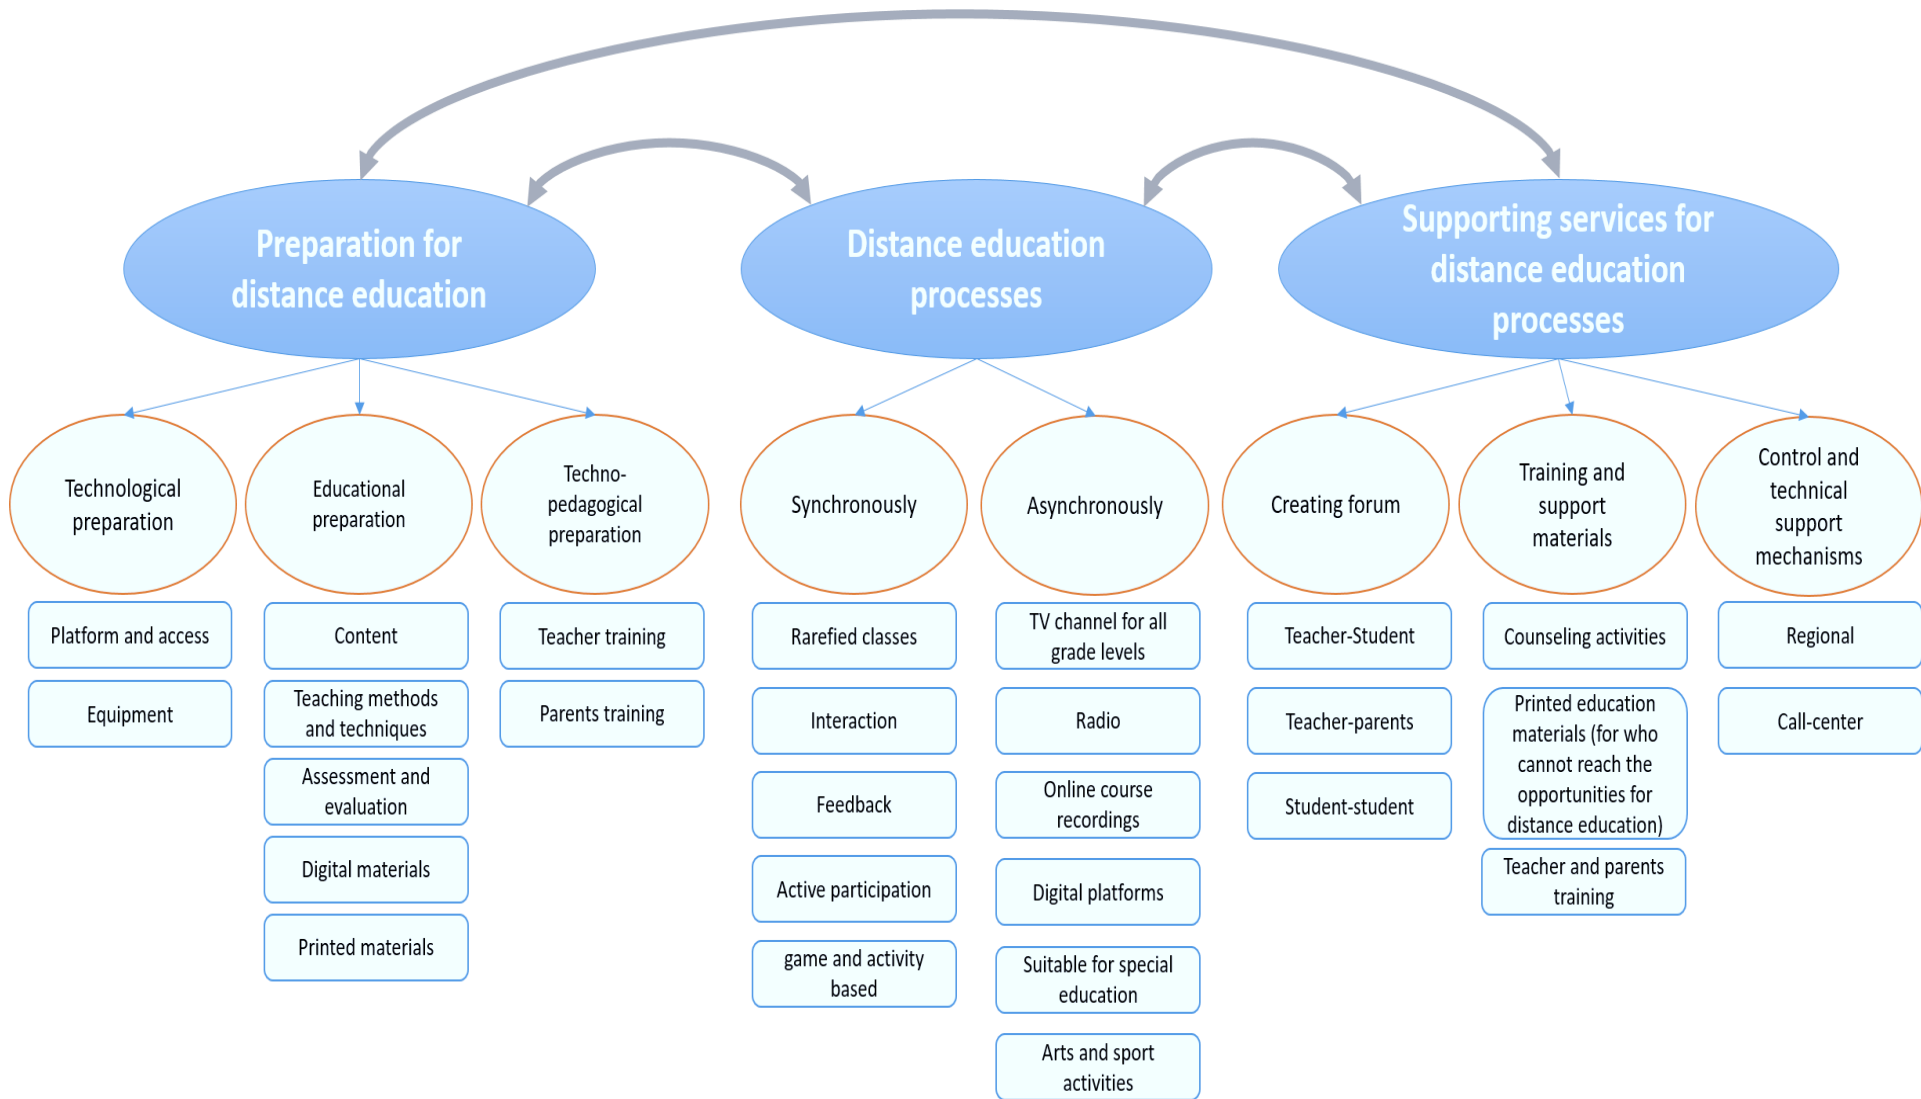 Preparation for
distance education
Distance education
processes
Supporting services for
distance education
processes
Technological
preparation
Educational
preparation
Techno-
pedagogical
preparation
Synchronously
Asynchronously
Creating forum
Training and
support
materials
Control and
technical
support
mechanisms
Platform and access
Equipment
Content
Teaching methods
and techniques
Assessment and
evaluation
Digital materials
Printed materials
Teacher training
Parents training
Rarefied classes
Interaction
Feedback
Active participation
game and activity
based
TV channel for all
grade levels
Radio
Online course
recordings
Digital platforms
Suitable for special
education
Arts and sport
activities
Teacher-Student
Teacher-parents
Student-student
Counseling activities
Printed education
materials (for who
cannot reach the
opportunities for
distance education)
Teacher and parents
training
Regional
Call-center